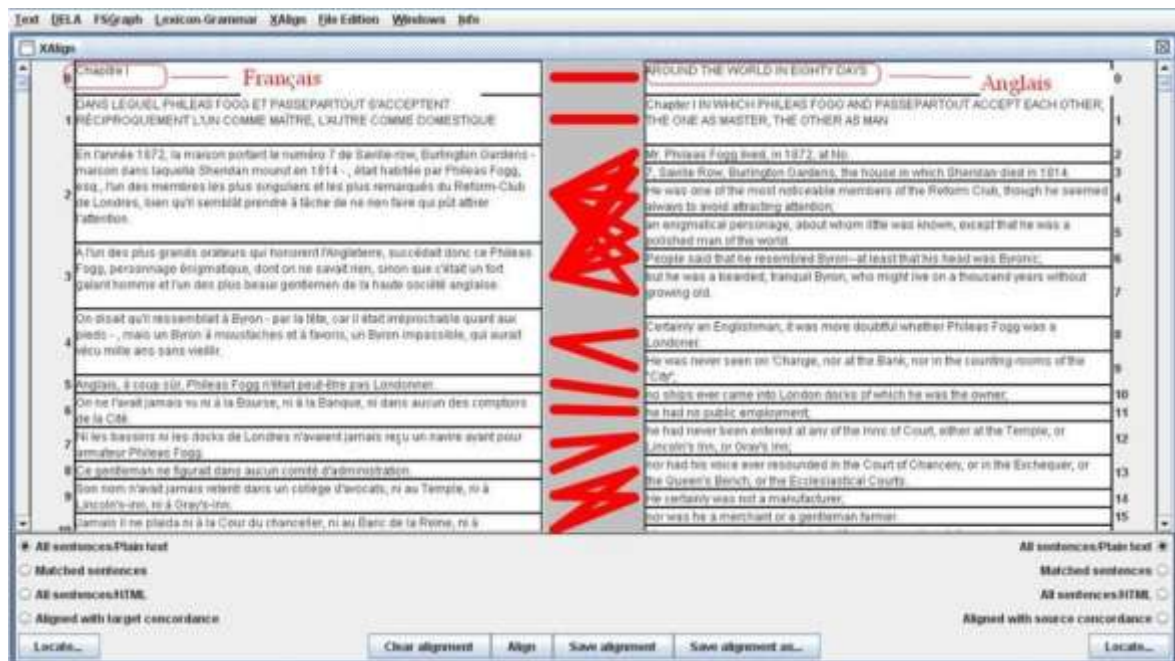 Text DELA FSGraph Lexicon-Grammar XAlign File Edition Windows Info
XAlign
0 Chapitre I
Français
1 DANS LEQUEL PHILEAS FOGG ET PASSEPARTOUT S'ACCEPTENT
RÉCIPROQUEMENT L'UN COMME MAÎTRE, L'AUTRE COMME DOMESTIQUE
En l'année 1872, la maison portant le numéro 7 de Saville-row, Burlington Gardens -
maison dans laquelle Sheridan mourut en 1814 - , était habitée par Phileas Fogg,
2 esq., l'un des membres les plus singuliers et les plus remarqués du Reform-Club
de Londres, bien qu'il semblât prendre à tâche de ne rien faire qui pût attirer
l'attention.
A l'un des plus grands orateurs qui honorent l'Angleterre, succédait donc ce Phileas
Fogg, personnage énigmatique, dont on ne savait rien, sinon que c'était un fort
3 galant homme et l'un des plus beaux gentlemen de la haute société anglaise.
On disait qu'il ressemblait à Byron - par la tête, car il était irréprochable quant aux
pieds - , mais un Byron à moustaches et à favoris, un Byron impassible, qui aurait
4 vécu mille ans sans vieillir.
5 Anglais, à coup sûr, Phileas Fogg n'était peut-être pas Londonner.
6 On ne l'avait jamais vu ni à la Bourse, ni à la Banque, ni dans aucun des comptoirs
de la Cité.
7 Ni les bassins ni les docks de Londres n'avaient jamais reçu un navire ayant pour
armateur Phileas Fogg.
8 Ce gentleman ne figurait dans aucun comité d'administration.
9 Son nom n'avait jamais retenti dans un collège d'avocats, ni au Temple, ni à
Lincoln's-inn, ni à Gray's-inn.
10 Jamais il ne plaida ni à la Cour du chancelier, ni au Banc de la Reine, ni à
AROUND THE WORLD IN EIGHTY DAYS 0
Anglais
Chapter I IN WHICH PHILEAS FOGG AND PASSEPARTOUT ACCEPT EACH OTHER,
THE ONE AS MASTER, THE OTHER AS MAN 1
Mr. Phileas Fogg lived, in 1872, at No. 2
7, Saville Row, Burlington Gardens, the house in which Sheridan died in 1814. 3
He was one of the most noticeable members of the Reform Club, though he seemed 4
always to avoid attracting attention;
an enigmatical personage, about whom little was known, except that he was a 5
polished man of the world.
People said that he resembled Byron--at least that his head was Byronic; 6
but he was a bearded, tranquil Byron, who might live on a thousand years without
growing old. 7
Certainly an Englishman, it was more doubtful whether Phileas Fogg was a 8
Londoner.
He was never seen on 'Change, nor at the Bank, nor in the counting-rooms of the 9
"City";
no ships ever came into London docks of which he was the owner; 10
he had no public employment; 11
he had never been entered at any of the Inns of Court, either at the Temple, or 12
Lincoln's Inn, or Gray's Inn;
nor had his voice ever resounded in the Court of Chancery, or in the Exchequer, or 13
the Queen's Bench, or the Ecclesiastical Courts.
He certainly was not a manufacturer; 14
nor was he a merchant or a gentleman farmer. 15
All sentences/Plain text
Matched sentences
All sentences/HTML
Aligned with target concordance
All sentences/Plain text
Matched sentences
All sentences/HTML
Aligned with source concordance
Locate... Clear alignment Align Save alignment Save alignment as... Locate...